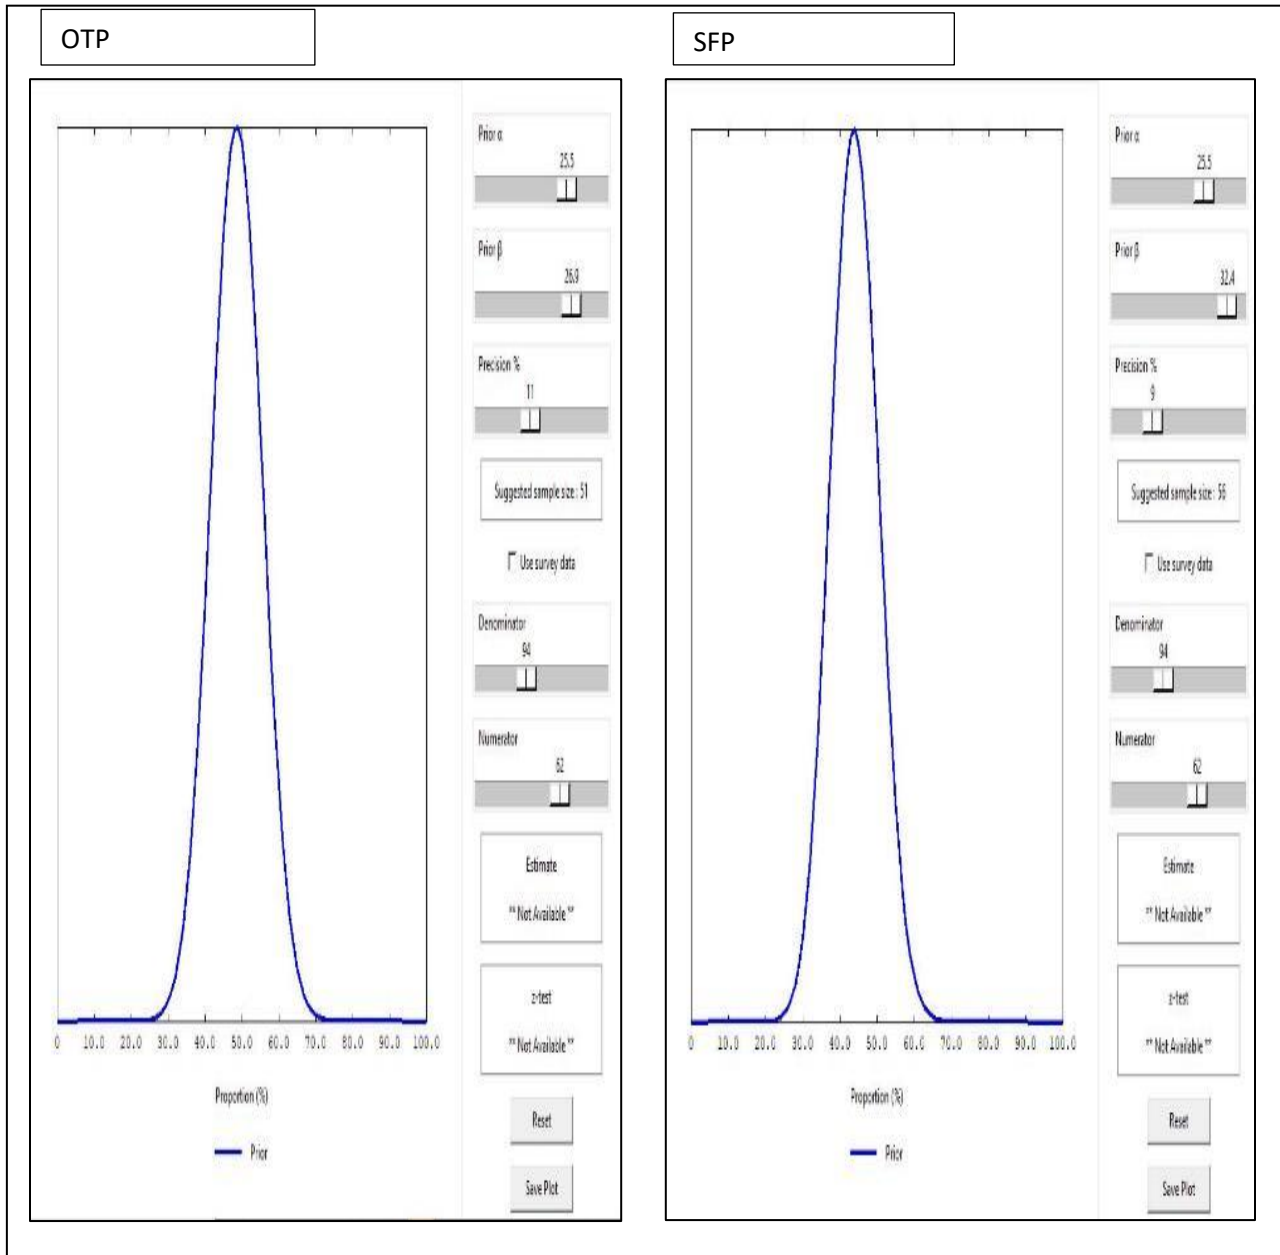 OTP
Prior α
25.5
Prior β
26.9
Precision %
11
Suggested sample size : 51
Use survey data
Denominator
94
Numerator
62
Estimate
** Not Available **
z-test
** Not Available **
Reset
Save Plot
0 10.0 20.0 30.0 40.0 50.0 60.0 70.0 80.0 90.0 100.0
Proportion (%)
Prior
SFP
Prior α
25.5
Prior β
32.4
Precision %
9
Suggested sample size : 56
Use survey data
Denominator
94
Numerator
62
Estimate
** Not Available **
z-test
** Not Available **
Reset
Save Plot
0 10.0 20.0 30.0 40.0 50.0 60.0 70.0 80.0 90.0 100.0
Proportion (%)
Prior